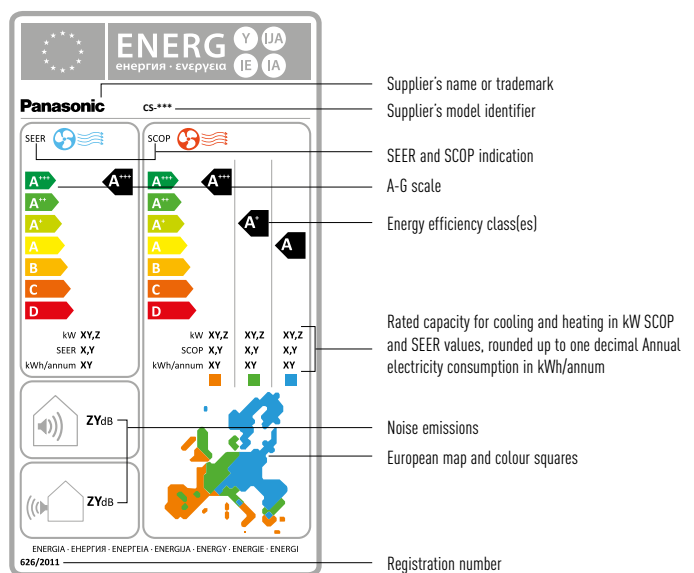 ENERG
енергия · ενεργεια
Y IJA
IE IA
Panasonic
CS-***
Supplier's name or trademark
Supplier's model identifier
SEER
SCOP
SEER and SCOP indication
A+++ A+++
A+++ A+++
A-G scale
A++
A++
A+
A+ A+
Energy efficiency class(es)
A
A A
B
B
C
C
D
D
kW XY,Z
SEER X,Y
kWh/annum XY
kW XY,Z XY,Z XY,Z
SCOP X,Y X,Y X,Y
kWh/annum XY XY XY
Rated capacity for cooling and heating in kW SCOP
and SEER values, rounded up to one decimal Annual
electricity consumption in kWh/annum
ZYdB
Noise emissions
European map and colour squares
ZYdB
ENERGIA · ЕНЕРГИЯ · ΕΝΕΡΓΕΙΑ · ENERGIJA · ENERGY · ENERGIE · ENERGI
626/2011
Registration number